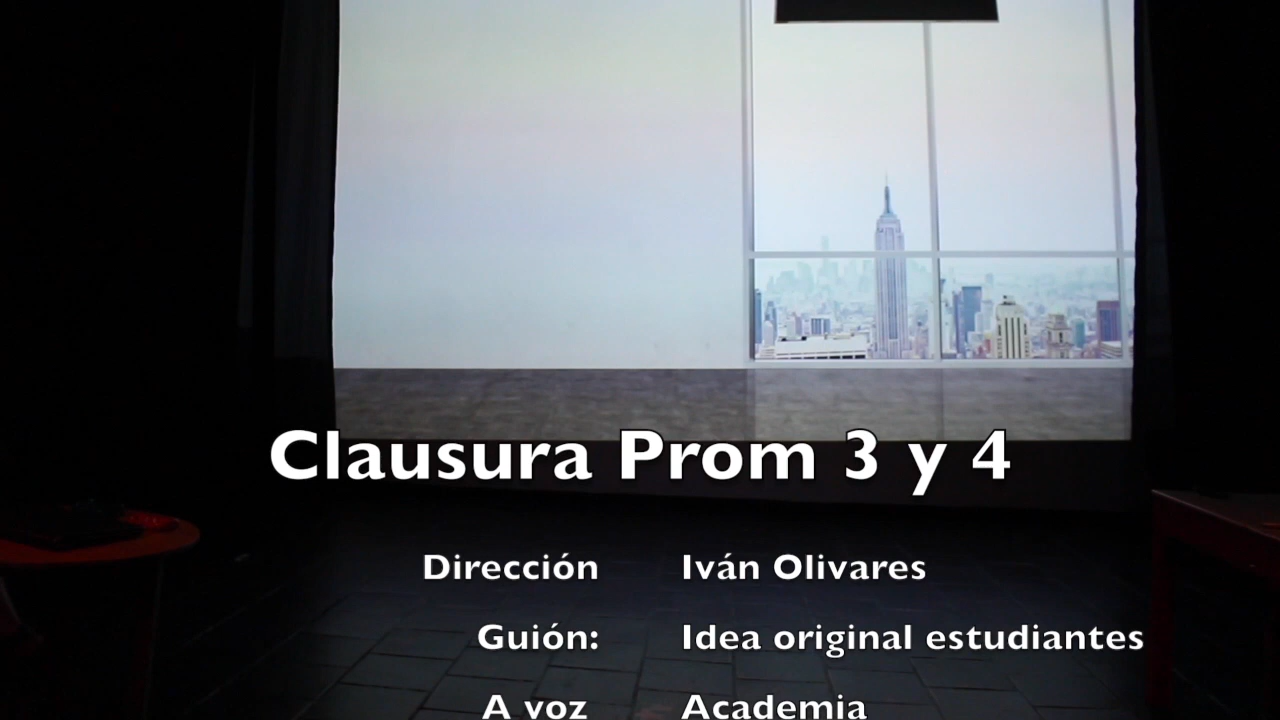 Clausura Prom 3 y 4
Dirección Iván Olivares
Guión: Idea original estudiantes
A voz Academia